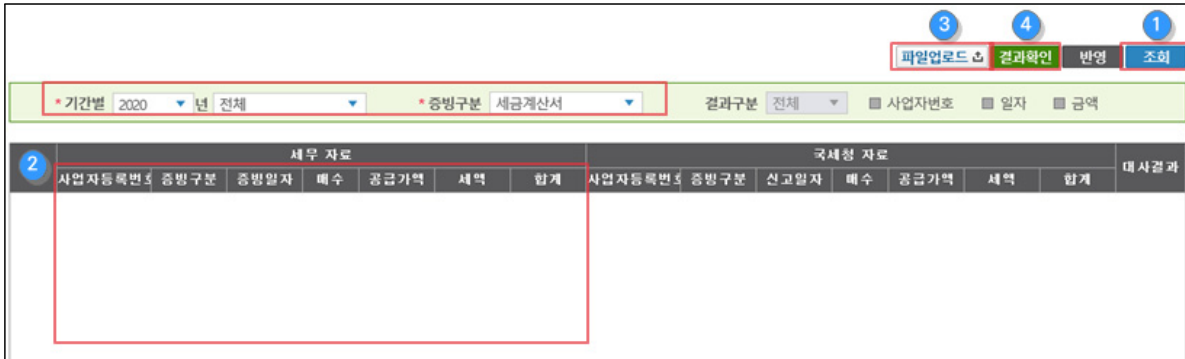 3 4 1
파일업로드 결과확인 반영 조회
* 기간별 2020 년 전체 * 증빙구분 세금계산서 결과구분 전체 사업자번호 일자 금액
세무 자료 국세청 자료 대사결과
2 사업자등록번호 증빙구분 증빙일자 매수 공급가액 세액 합계 사업자등록번호 증빙구분 신고일자 매수 공급가액 세액 합계